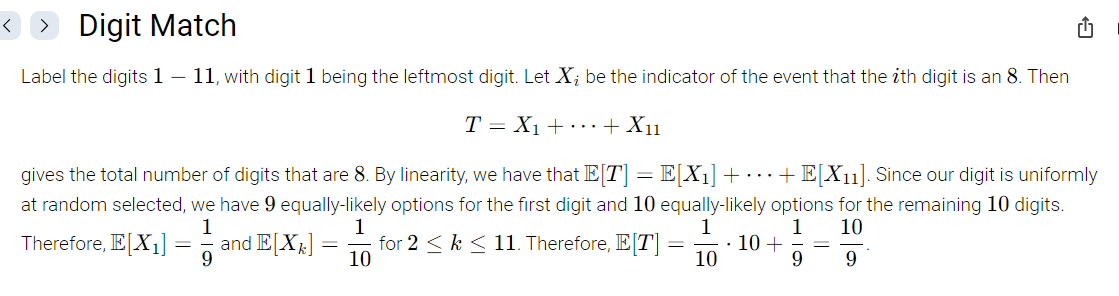 Digit Match
Label the digits 1 – 11, with digit 1 being the leftmost digit. Let X_i be the indicator of the event that the ith digit is an 8. Then
T = X_1 + ··· + X_11
gives the total number of digits that are 8. By linearity, we have that 𝔼[T] = 𝔼[X_1] + ··· + 𝔼[X_11]. Since our digit is uniformly
at random selected, we have 9 equally-likely options for the first digit and 10 equally-likely options for the remaining 10 digits.
Therefore, 𝔼[X_1] = 1/9 and 𝔼[X_k] = 1/10 for 2 ≤ k ≤ 11. Therefore, 𝔼[T] = 1/10 · 10 + 1/9 = 10/9.